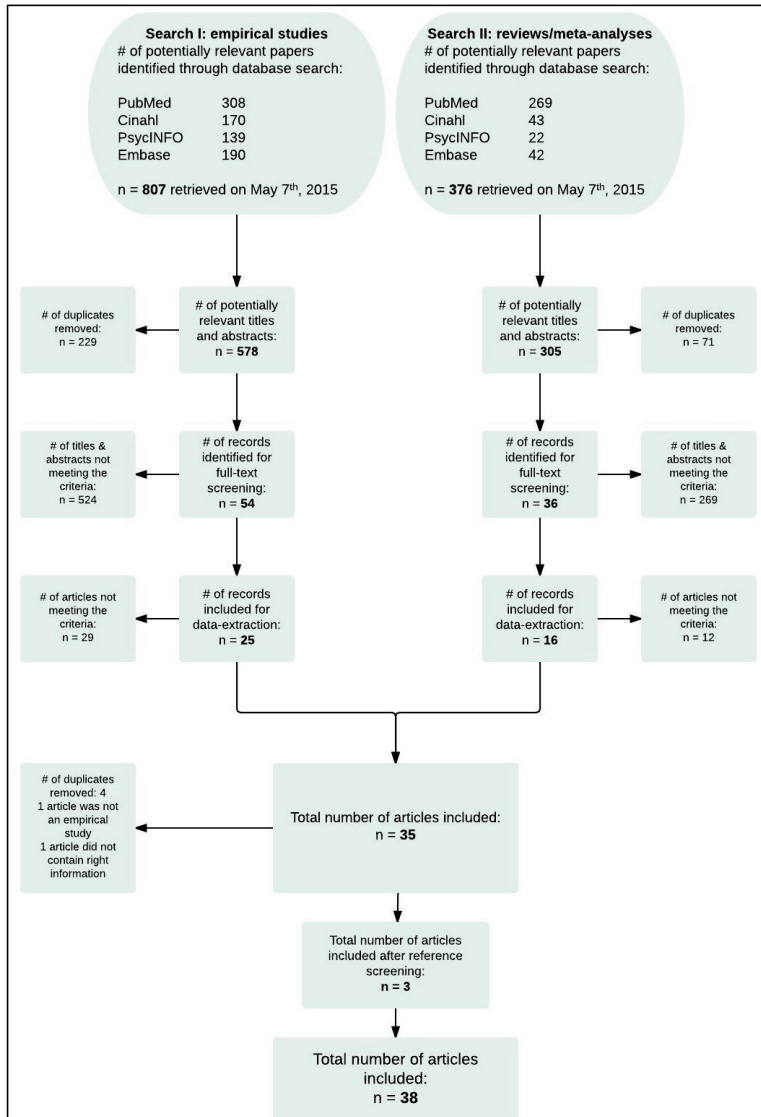 Search I: empirical studies
# of potentially relevant papers
identified through database search:
PubMed 308
Cinahl 170
PsycINFO 139
Embase 190
n = 807 retrieved on May 7th, 2015
Search II: reviews/meta-analyses
# of potentially relevant papers
identified through database search:
PubMed 269
Cinahl 43
PsycINFO 22
Embase 42
n = 376 retrieved on May 7th, 2015
# of duplicates
removed:
n = 229
# of potentially
relevant titles
and abstracts:
n = 578
# of potentially
relevant titles
and abstracts:
n = 305
# of duplicates
removed:
n = 71
# of titles &
abstracts not
meeting the
criteria:
n = 524
# of records
identified for
full-text
screening:
n = 54
# of records
identified for
full-text
screening:
n = 36
# of titles &
abstracts not
meeting the
criteria:
n = 269
# of articles not
meeting the
criteria:
n = 29
# of records
included for
data-extraction:
n = 25
# of records
included for
data-extraction:
n = 16
# of articles not
meeting the
criteria:
n = 12
# of duplicates
removed: 4
1 article was not
an empirical
study
1 article did not
contain right
information
Total number of articles included:
n = 35
Total number of articles
included after reference
screening:
n = 3
Total number of articles
included:
n = 38